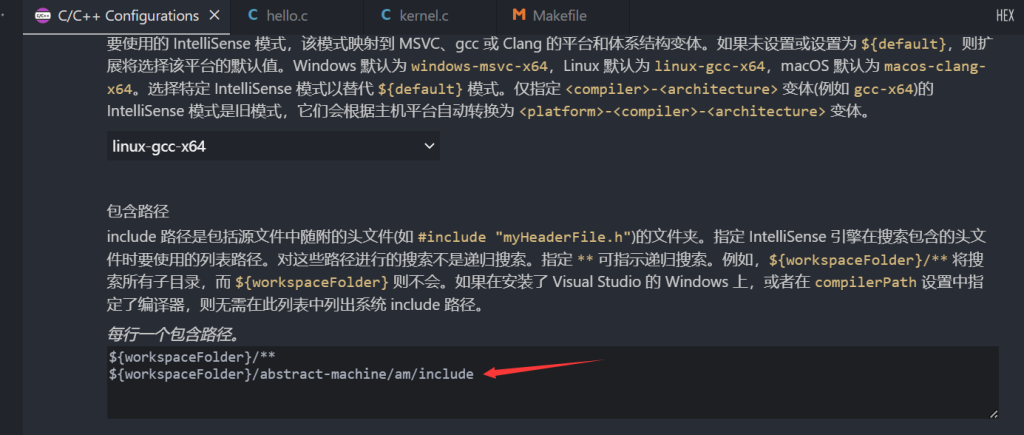 C/C++ Configurations
hello.c
kernel.c
Makefile
HEX
要使用的 IntelliSense 模式，该模式映射到 MSVC、gcc 或 Clang 的平台和体系结构变体。如果未设置或设置为 ${default}，则扩
展将选择该平台的默认值。Windows 默认为 windows-msvc-x64，Linux 默认为 linux-gcc-x64，macOS 默认为 macos-clang-
x64。选择特定 IntelliSense 模式以替代 ${default} 模式。仅指定 <compiler>-<architecture> 变体(例如 gcc-x64)的
IntelliSense 模式是旧模式，它们会根据主机平台自动转换为 <platform>-<compiler>-<architecture> 变体。
linux-gcc-x64
包含路径
include 路径是包括源文件中随附的头文件(如 #include "myHeaderFile.h")的文件夹。指定 IntelliSense 引擎在搜索包含的头文
件时要使用的列表路径。对这些路径进行的搜索不是递归搜索。指定 ** 可指示递归搜索。例如，${workspaceFolder}/** 将搜
索所有子目录，而 ${workspaceFolder} 则不会。如果在安装了 Visual Studio 的 Windows 上，或者在 compilerPath 设置中指
定了编译器，则无需在此列表中列出系统 include 路径。
每行一个包含路径。
${workspaceFolder}/**
${workspaceFolder}/abstract-machine/am/include